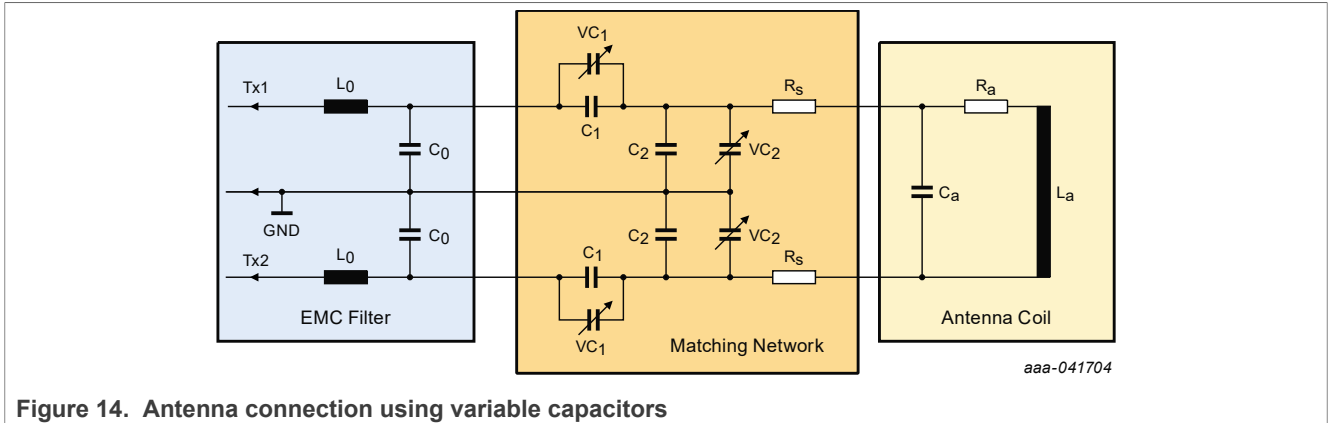 VC1
Tx1
L0
C1
Rs
Ra
C0
C2
VC2
Ca
La
GND
C0
C2
VC2
Tx2
L0
C1
Rs
VC1
EMC Filter
Matching Network
Antenna Coil
aaa-041704
Figure 14. Antenna connection using variable capacitors